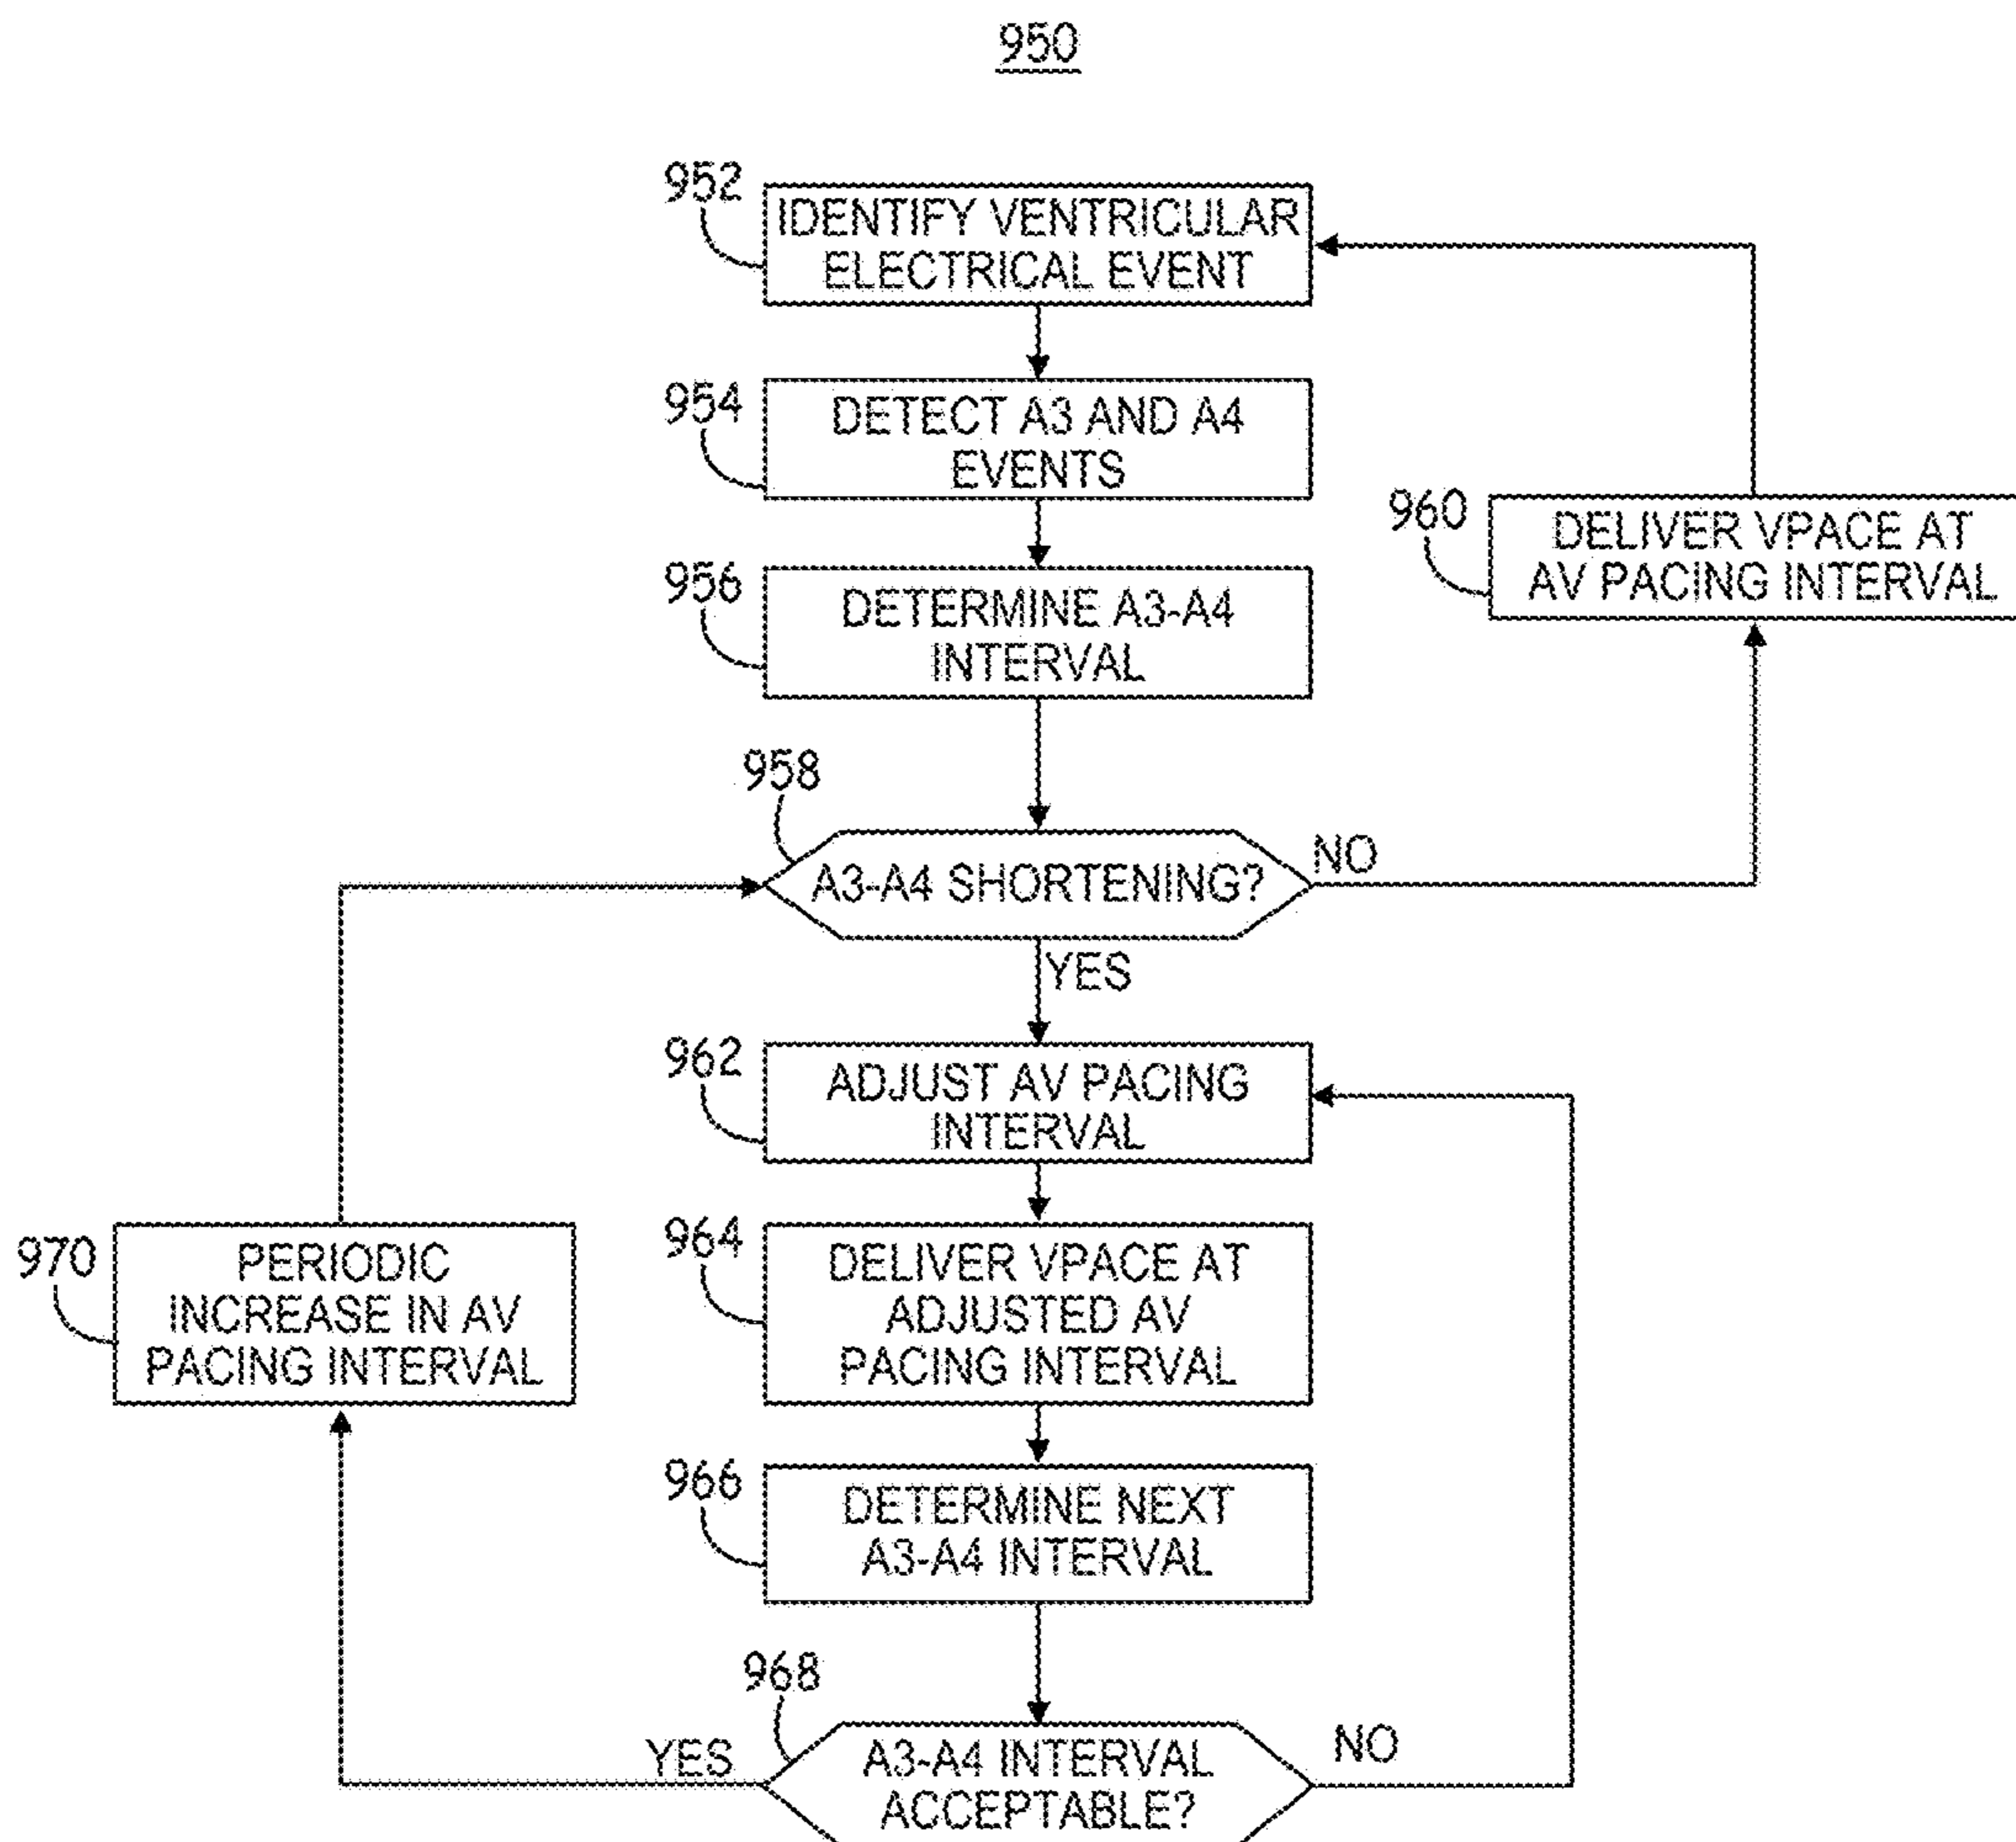 950
952
IDENTIFY VENTRICULAR
ELECTRICAL EVENT
954
DETECT A3 AND A4
EVENTS
960
DELIVER VPACE AT
AV PACING INTERVAL
956
DETERMINE A3-A4
INTERVAL
958
A3-A4 SHORTENING?
NO
YES
962
ADJUST AV PACING
INTERVAL
970
PERIODIC
INCREASE IN AV
PACING INTERVAL
964
DELIVER VPACE AT
ADJUSTED AV
PACING INTERVAL
966
DETERMINE NEXT
A3-A4 INTERVAL
968
YES
A3-A4 INTERVAL
ACCEPTABLE?
NO